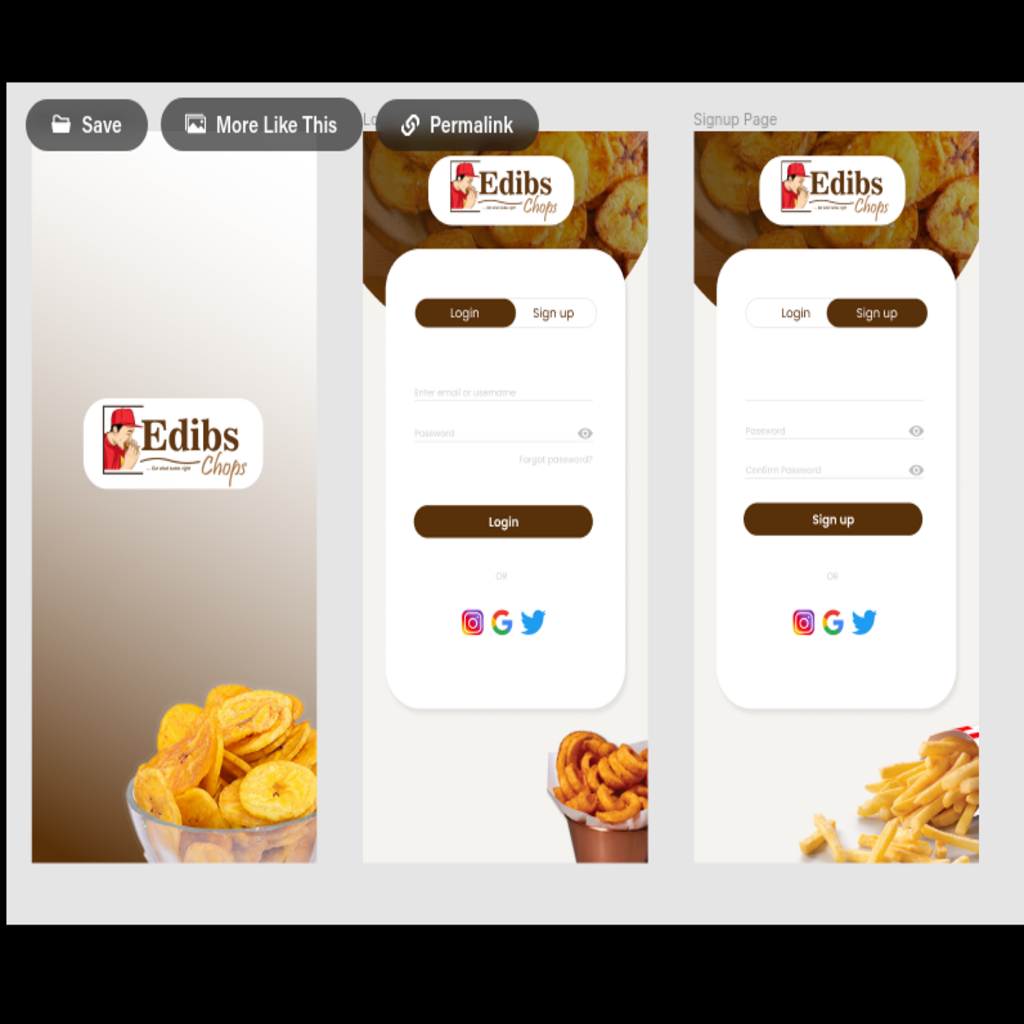 Save
More Like This
Permalink
Signup Page
Edibs
Chops
Edibs
Chops
Login
Sign up
Enter email or username
Password
Forgot password?
Login
OR
Edibs
Chops
Login
Sign up
Password
Confirm Password
Sign up
OR